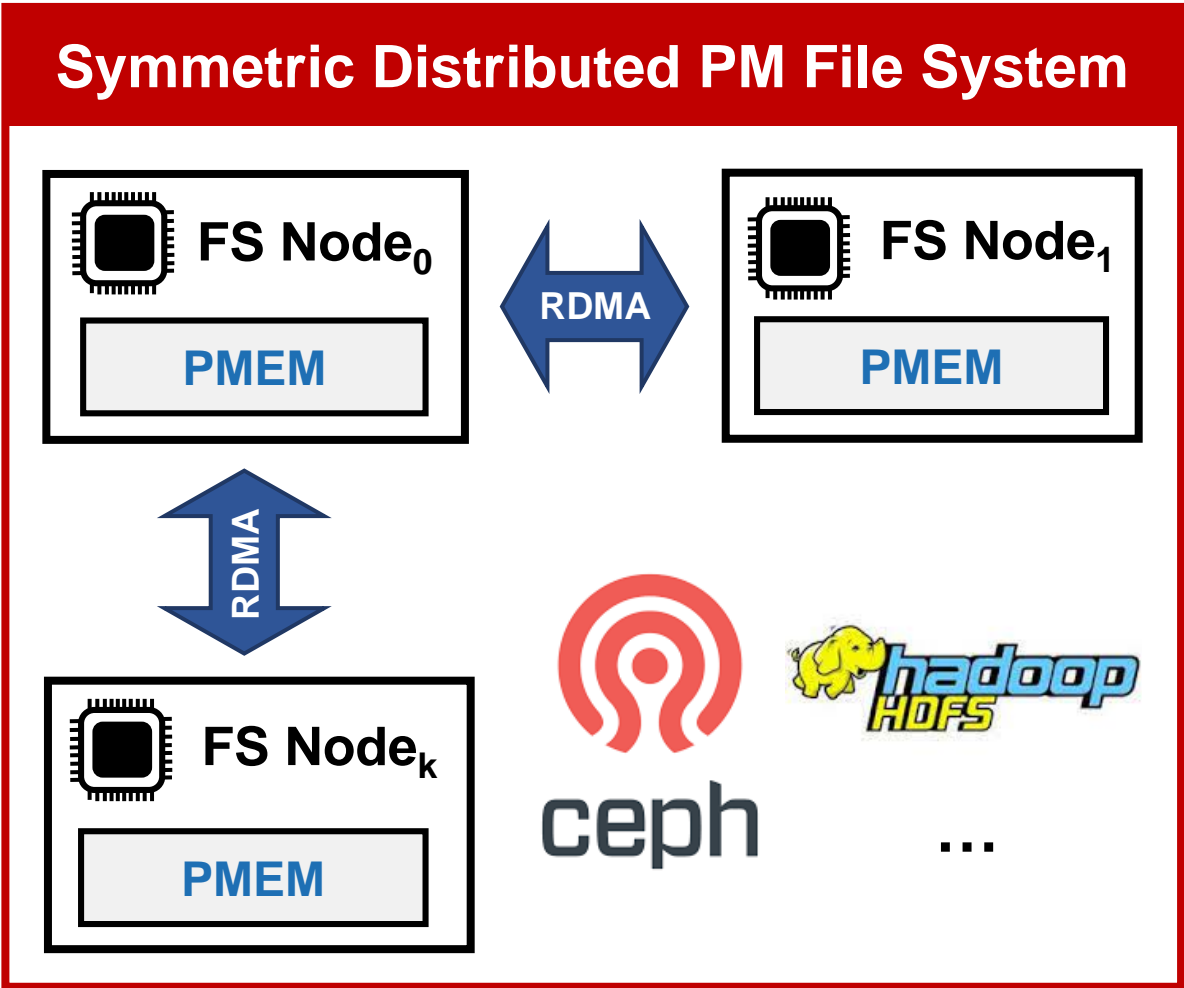 Symmetric Distributed PM File System
FS Node₀
PMEM
RDMA
FS Node₁
PMEM
RDMA
FS Nodeₖ
PMEM
ceph
hadoop
HDFS
...